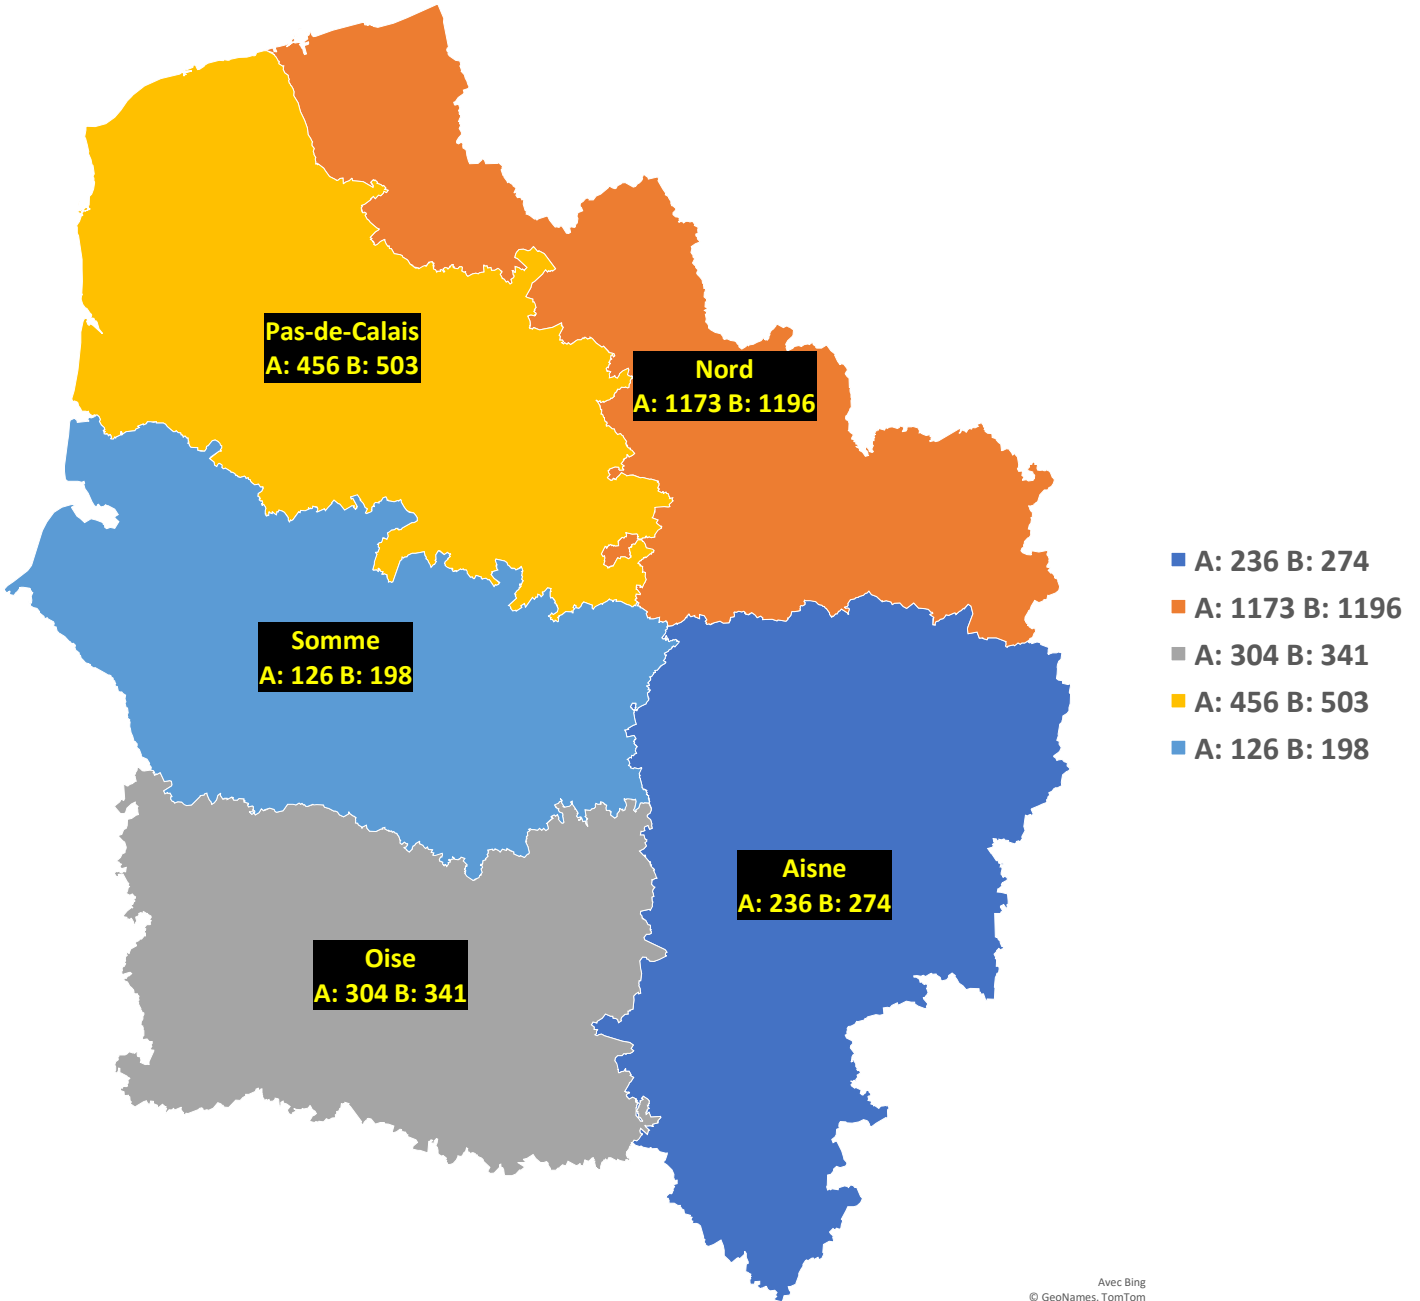 Pas-de-Calais
A: 456 B: 503
Nord
A: 1173 B: 1196
Somme
A: 126 B: 198
Aisne
A: 236 B: 274
Oise
A: 304 B: 341
A: 236 B: 274
A: 1173 B: 1196
A: 304 B: 341
A: 456 B: 503
A: 126 B: 198
Avec Bing
© GeoNames, TomTom